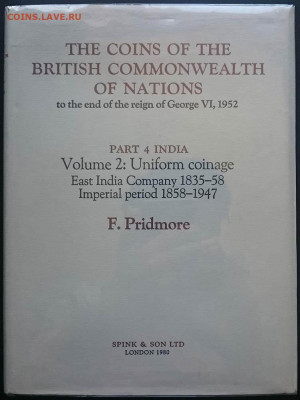 COINS.LAVE.RU
THE COINS OF THE
BRITISH COMMONWEALTH
OF NATIONS
to the end of the reign of George VI, 1952
PART 4 INDIA
Volume 2: Uniform coinage
East India Company 1835–58
Imperial period 1858–1947
F. Pridmore
SPINK & SON LTD
LONDON 1980